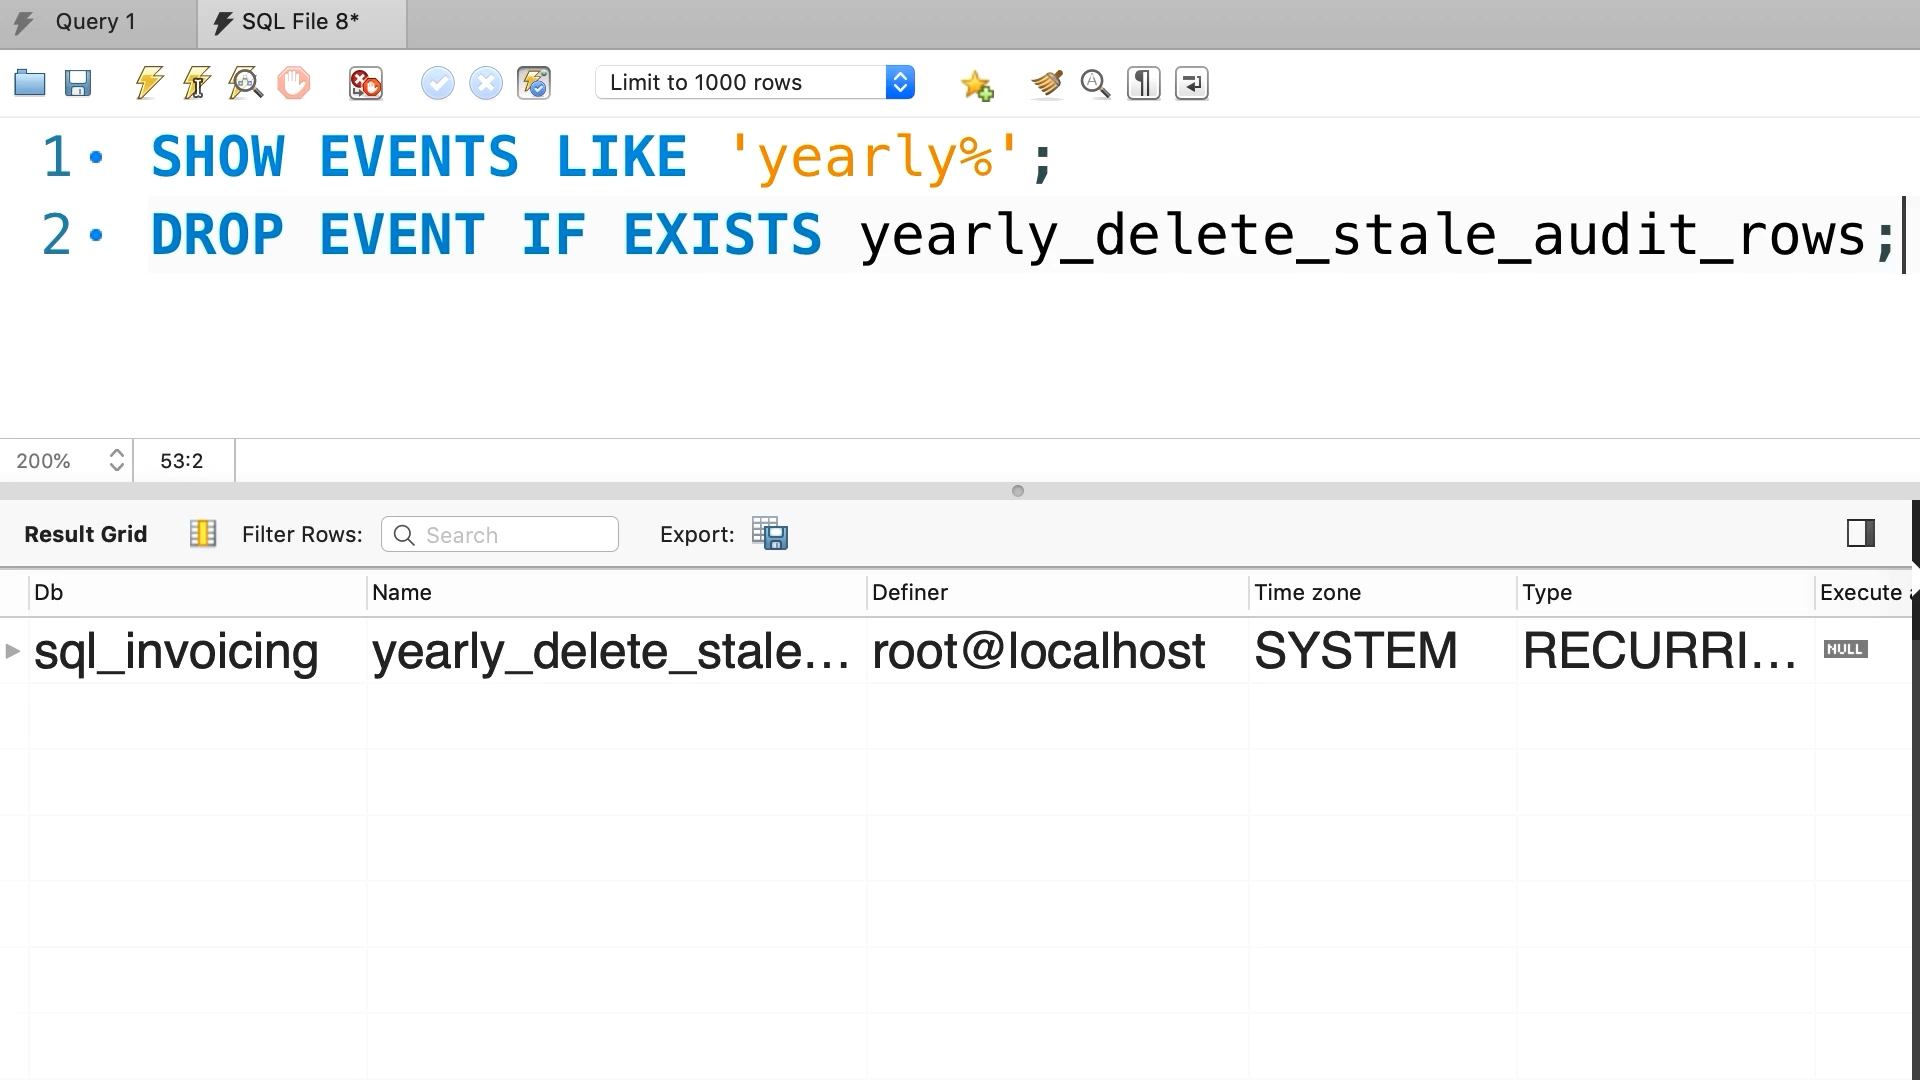 Query 1
SQL File 8*
Limit to 1000 rows
1 SHOW EVENTS LIKE 'yearly%';
2 DROP EVENT IF EXISTS yearly_delete_stale_audit_rows;
200%
53:2
Result Grid
Filter Rows:
Search
Export:
Db Name Definer Time zone Type Execute
sql_invoicing yearly_delete_stale... root@localhost SYSTEM RECURRI... NULL